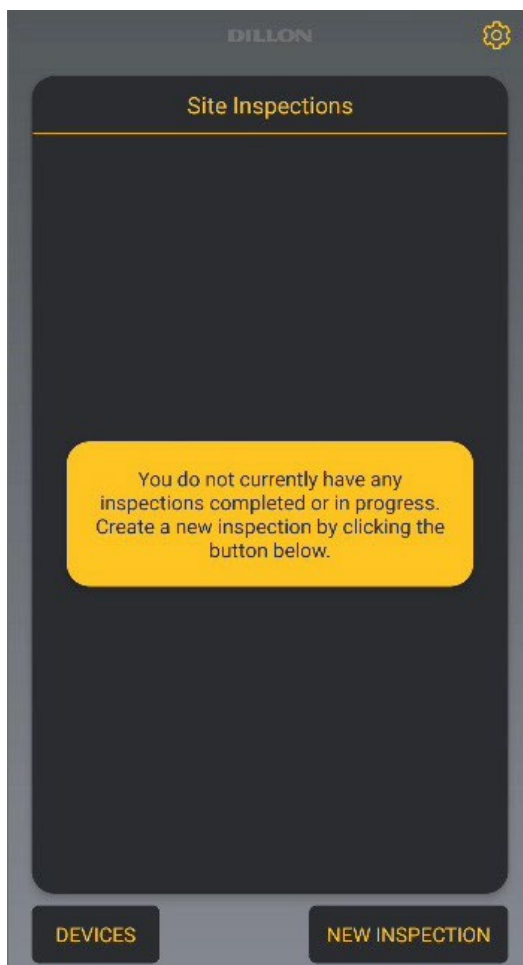 DILLON
Site Inspections
You do not currently have any
inspections completed or in progress.
Create a new inspection by clicking the
button below.
DEVICES
NEW INSPECTION